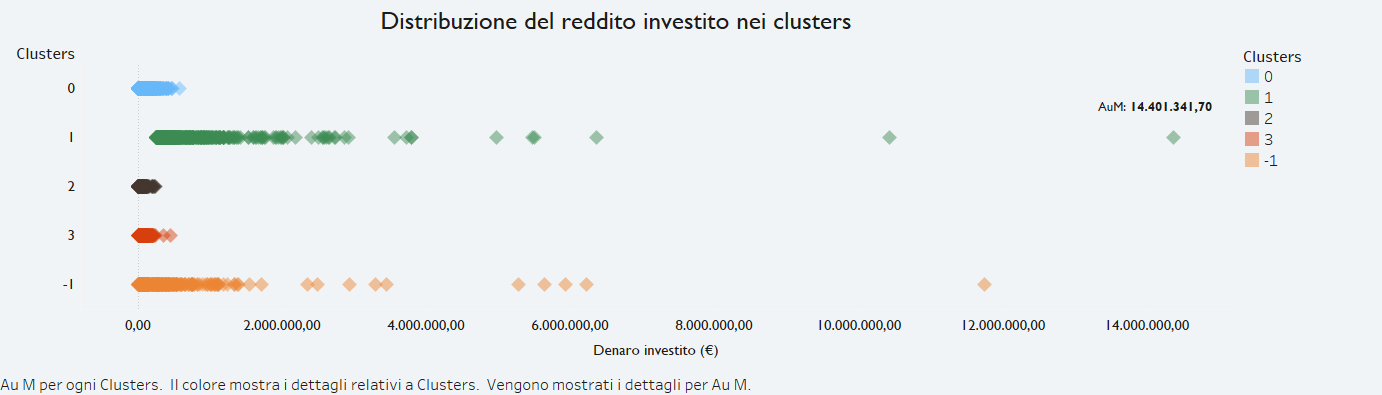 Distribuzione del reddito investito nei clusters
Clusters
0
1
2
3
-1
AuM: 14.401.341,70
0,00 2.000.000,00 4.000.000,00 6.000.000,00 8.000.000,00 10.000.000,00 12.000.000,00 14.000.000,00
Denaro investito (€)
Clusters
0
1
2
3
-1
Au M per ogni Clusters. Il colore mostra i dettagli relativi a Clusters. Vengono mostrati i dettagli per Au M.